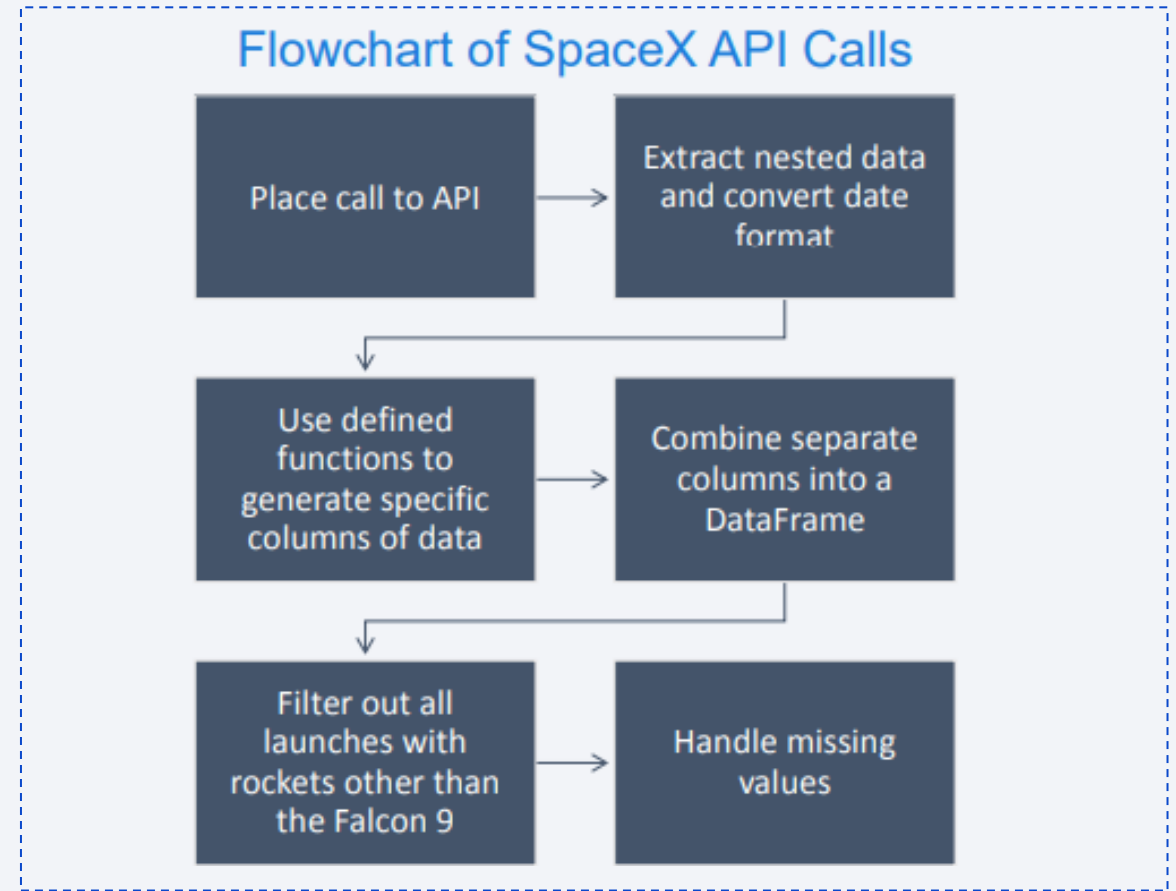 Flowchart of SpaceX API Calls
Place call to API
Extract nested data
and convert date
format
Use defined
functions to
generate specific
columns of data
Combine separate
columns into a
DataFrame
Filter out all
launches with
rockets other than
the Falcon 9
Handle missing
values